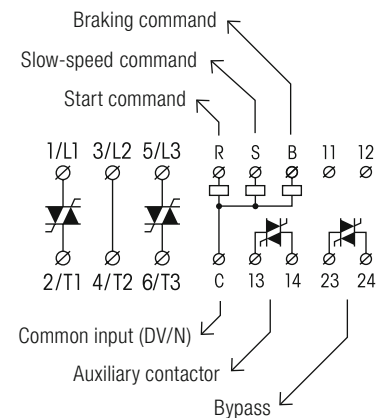 Braking command
Slow-speed command
Start command
1/L1 3/L2 5/L3 R S B 11 12
2/T1 4/T2 6/T3 C 13 14 23 24
Common input (DV/N)
Auxiliary contactor
Bypass